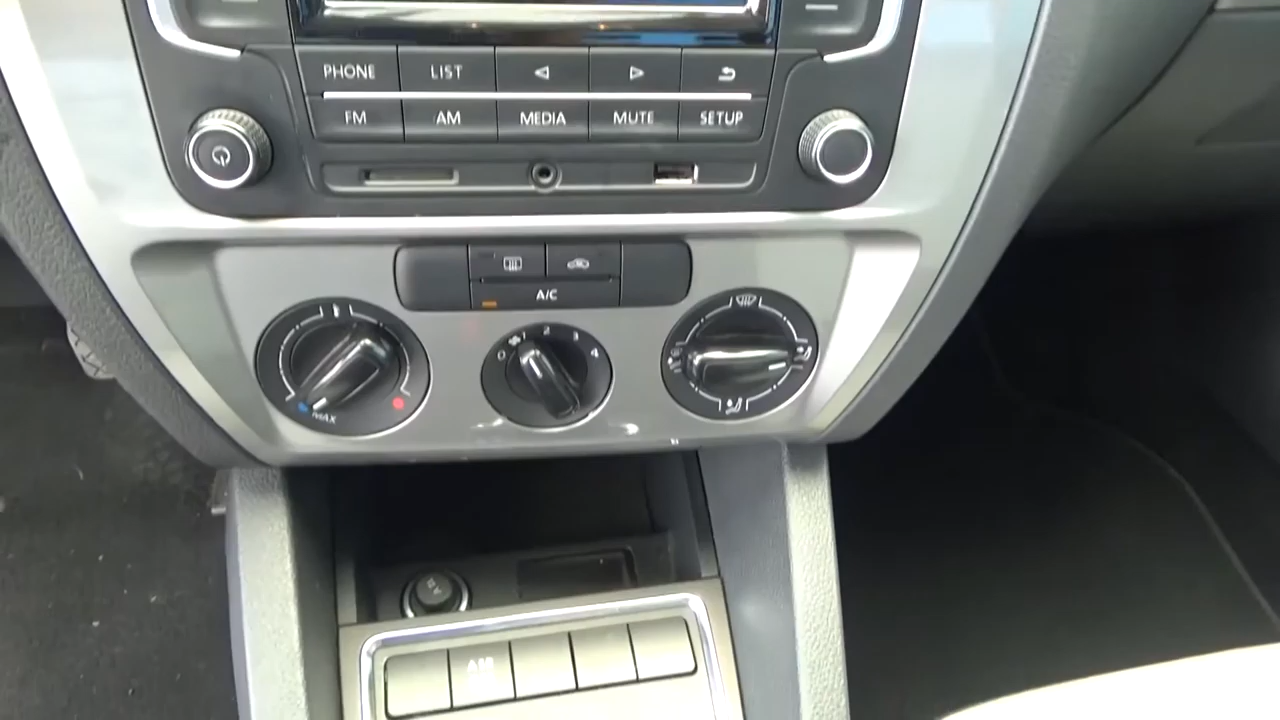 PHONE LIST
FM AM MEDIA MUTE SETUP
A/C
0 1 2 3 4
MAX